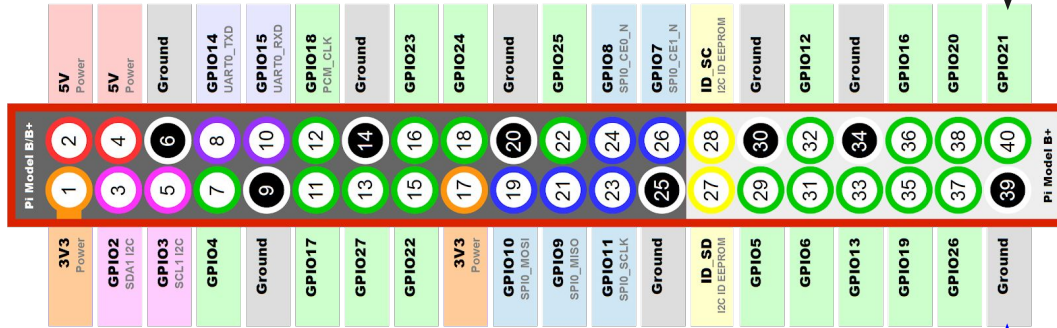 5V
Power
5V
Power
Ground
GPIO14
UART0_TXD
GPIO15
UART0_RXD
GPIO18
PCM_CLK
Ground
GPIO23
GPIO24
Ground
GPIO25
GPIO8
SPI0_CE0_N
GPIO7
SPI0_CE1_N
ID_SC
I2C ID EEPROM
Ground
GPIO12
Ground
GPIO16
GPIO20
GPIO21
Pi Model B/B+
2 4 6 8 10 12 14 16 18 20 22 24 26 28 30 32 34 36 38 40
1 3 5 7 9 11 13 15 17 19 21 23 25 27 29 31 33 35 37 39
Pi Model B+
3V3
Power
GPIO2
SDA1 I2C
GPIO3
SCL1 I2C
GPIO4
Ground
GPIO17
GPIO27
GPIO22
3V3
Power
GPIO10
SPI0_MOSI
GPIO9
SPI0_MISO
GPIO11
SPI0_SCLK
Ground
ID_SD
I2C ID EEPROM
GPIO5
GPIO6
GPIO13
GPIO19
GPIO26
Ground